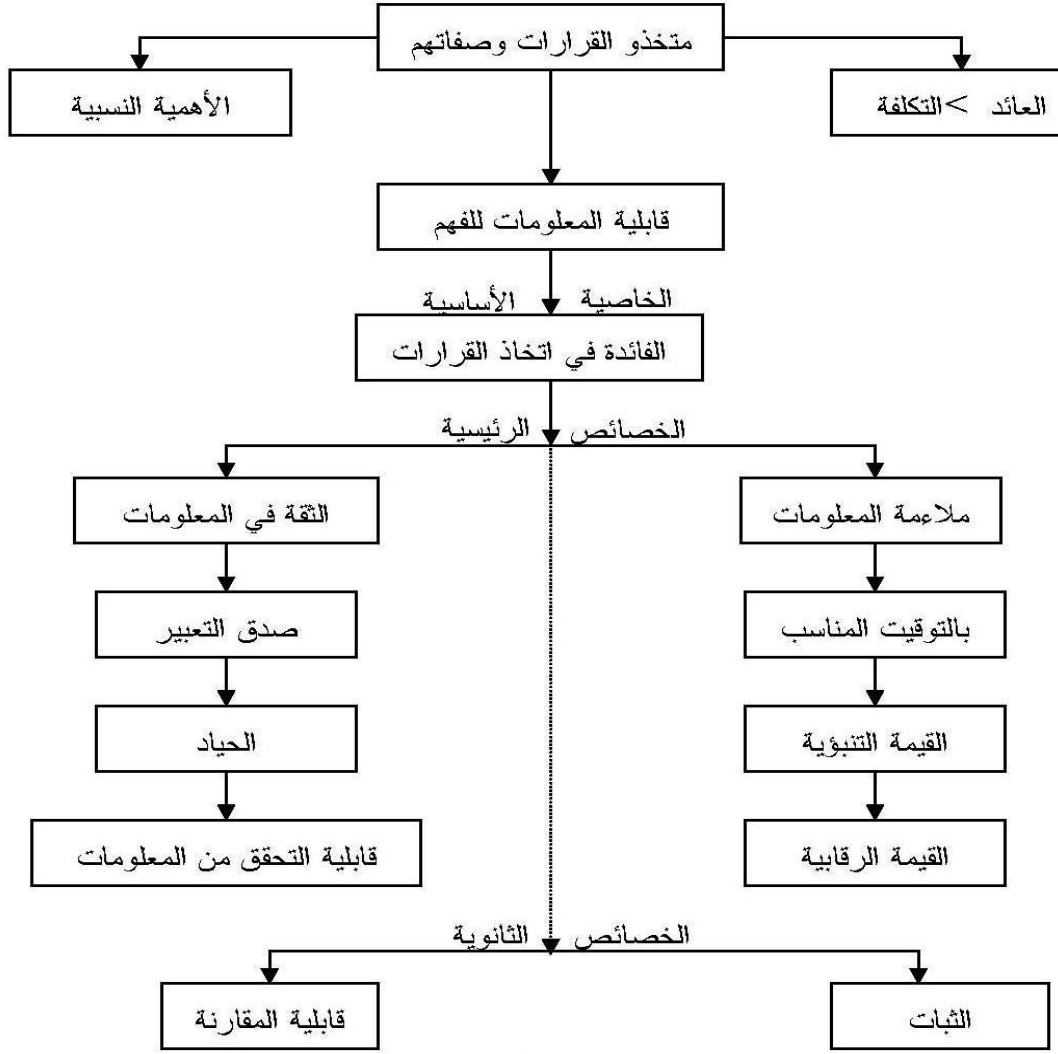 متخذو القرارات وصفاتهم
العائد > التكلفة
الأهمية النسبية
قابلية المعلومات للفهم
الخاصية الأساسية
الفائدة في اتخاذ القرارات
الخصائص الرئيسية
ملاءمة المعلومات
الثقة في المعلومات
بالتوقيت المناسب
صدق التعبير
القيمة التنبؤية
الحياد
القيمة الرقابية
قابلية التحقق من المعلومات
الخصائص الثانوية
الثبات
قابلية المقارنة